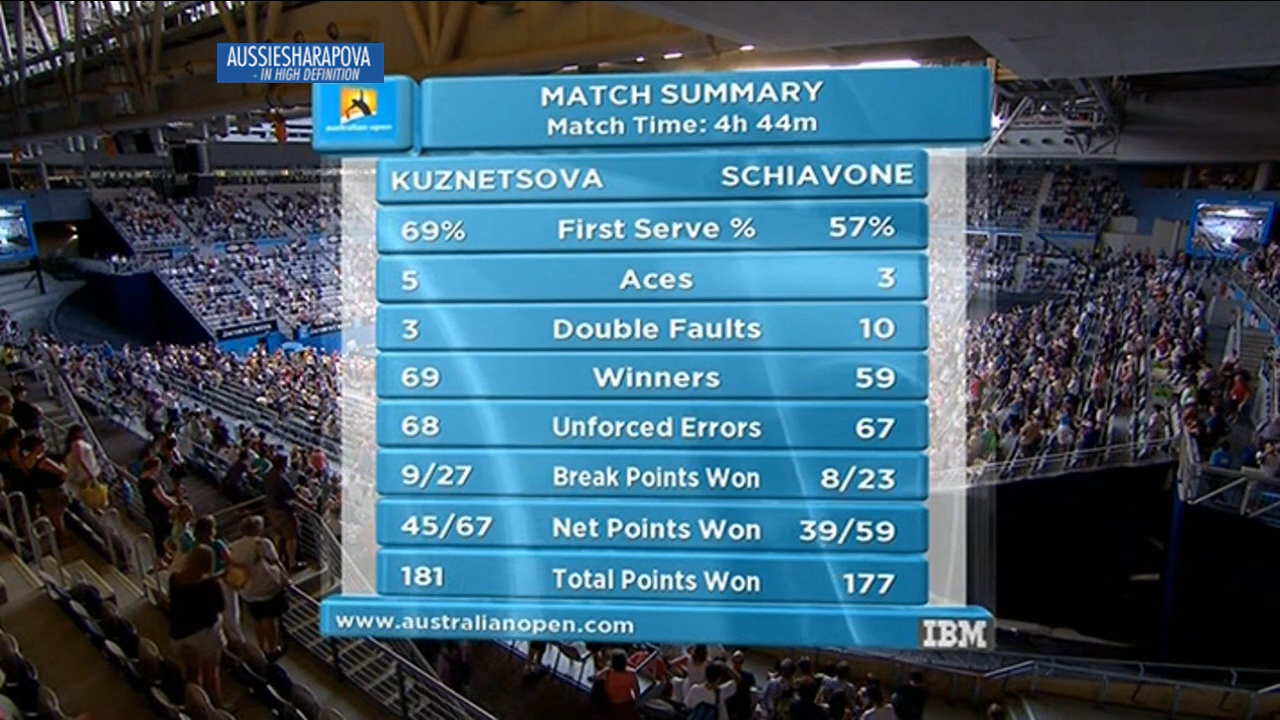 AUSSIESHARAPOVA
- IN HIGH DEFINITION
australian open
MATCH SUMMARY
Match Time: 4h 44m
KUZNETSOVA SCHIAVONE
69% First Serve % 57%
5 Aces 3
3 Double Faults 10
69 Winners 59
68 Unforced Errors 67
9/27 Break Points Won 8/23
45/67 Net Points Won 39/59
181 Total Points Won 177
www.australianopen.com IBM